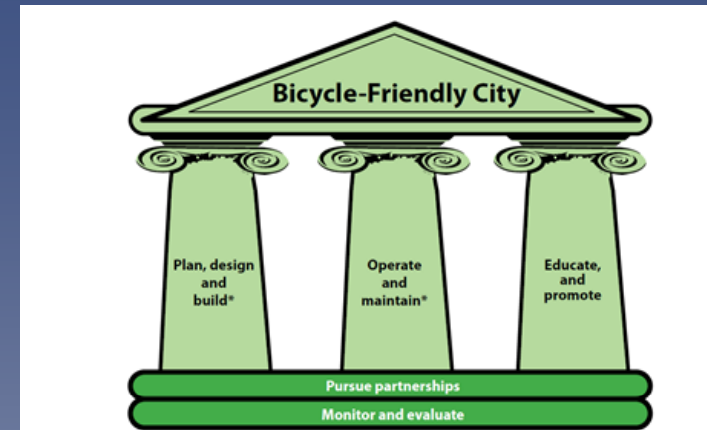 Bicycle-Friendly City
Plan, design
and
build*
Operate
and
maintain*
Educate,
and
promote
Pursue partnerships
Monitor and evaluate